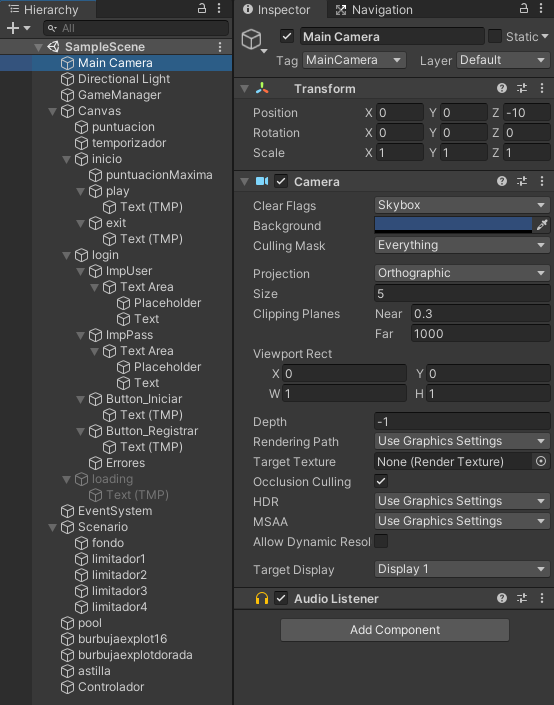 Hierarchy
All
SampleScene
Main Camera
Directional Light
GameManager
Canvas
puntuacion
temporizador
inicio
puntuacionMaxima
play
Text (TMP)
exit
Text (TMP)
login
ImpUser
Text Area
Placeholder
Text
ImpPass
Text Area
Placeholder
Text
Button_Iniciar
Text (TMP)
Button_Registrar
Text (TMP)
Errores
loading
Text (TMP)
EventSystem
Scenario
fondo
limitador1
limitador2
limitador3
limitador4
pool
burbujaexplot16
burbujaexplotdorada
astilla
Controlador
Inspector Navigation
Main Camera Static
Tag MainCamera Layer Default
Transform
Position X 0 Y 0 Z -10
Rotation X 0 Y 0 Z 0
Scale X 1 Y 1 Z 1
Camera
Clear Flags Skybox
Background
Culling Mask Everything
Projection Orthographic
Size 5
Clipping Planes Near 0.3
Far 1000
Viewport Rect
X 0 Y 0
W 1 H 1
Depth -1
Rendering Path Use Graphics Settings
Target Texture None (Render Texture)
Occlusion Culling
HDR Use Graphics Settings
MSAA Use Graphics Settings
Allow Dynamic Resol
Target Display Display 1
Audio Listener
Add Component